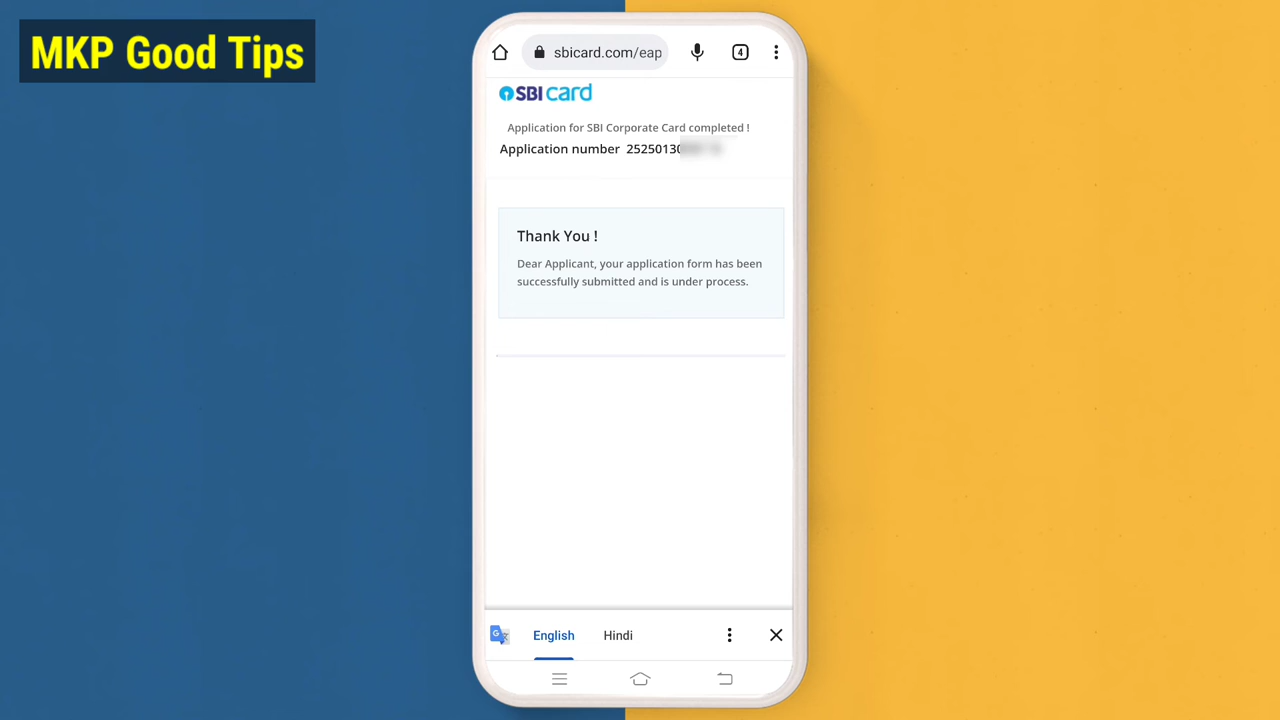 MKP Good Tips
sbicard.com/eap
4
SBI card
Application for SBI Corporate Card completed !
Application number 25250130
Thank You !
Dear Applicant, your application form has been
successfully submitted and is under process.
G
English
Hindi